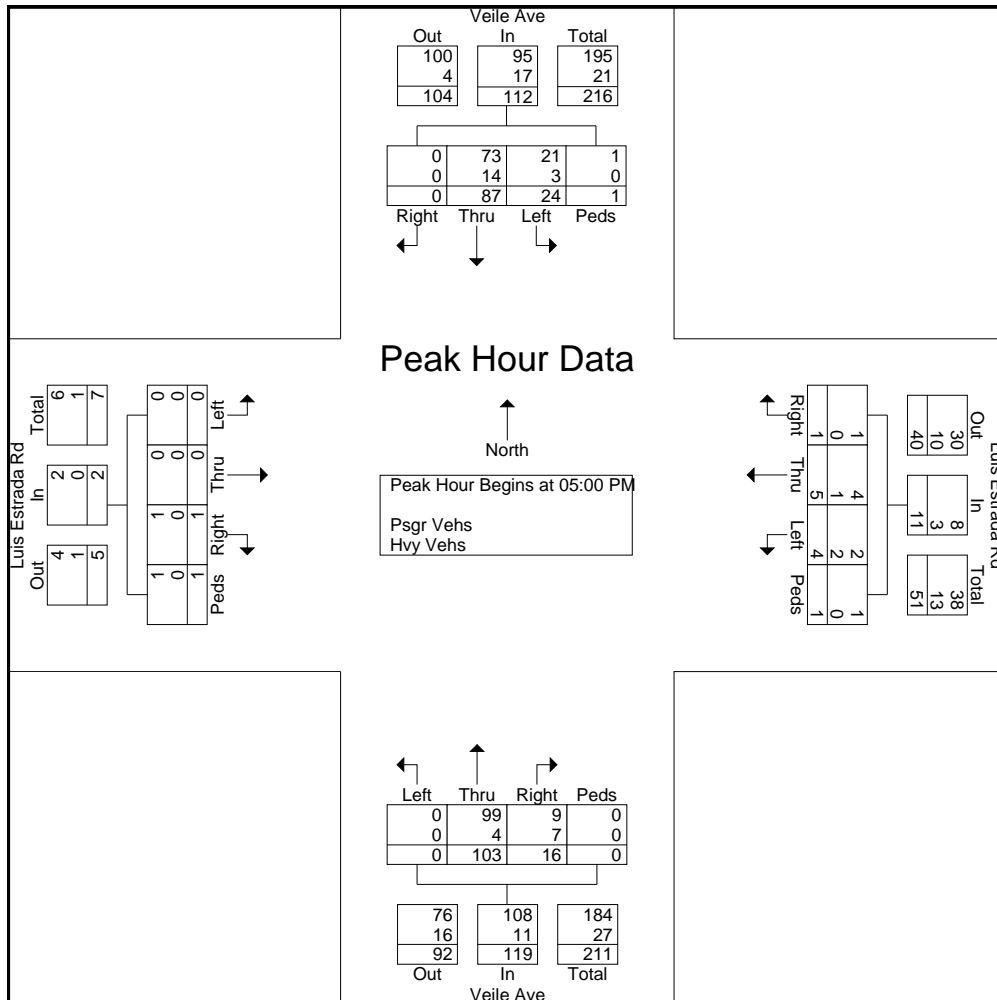 Veile Ave
Out In Total
100 95 195
4 17 21
104 112 216
0 73 21 1
0 14 3 0
0 87 24 1
Right Thru Left Peds
Peak Hour Data
North
Peak Hour Begins at 05:00 PM
Psgr Vehs
Hvy Vehs
Luis Estrada Rd
Out In Total
4 2 6
1 0 1
5 2 7
Peds Right Thru Left
1 1 0 0
0 0 0 0
1 1 0 0
Luis Estrada Rd
Out In Total
30 8 38
10 3 13
40 11 51
1 4 2 1
0 1 2 0
1 5 4 1
Right Thru Left Peds
Left Thru Right Peds
0 99 9 0
0 4 7 0
0 103 16 0
76 108 184
16 11 27
92 119 211
Out In Total
Veile Ave